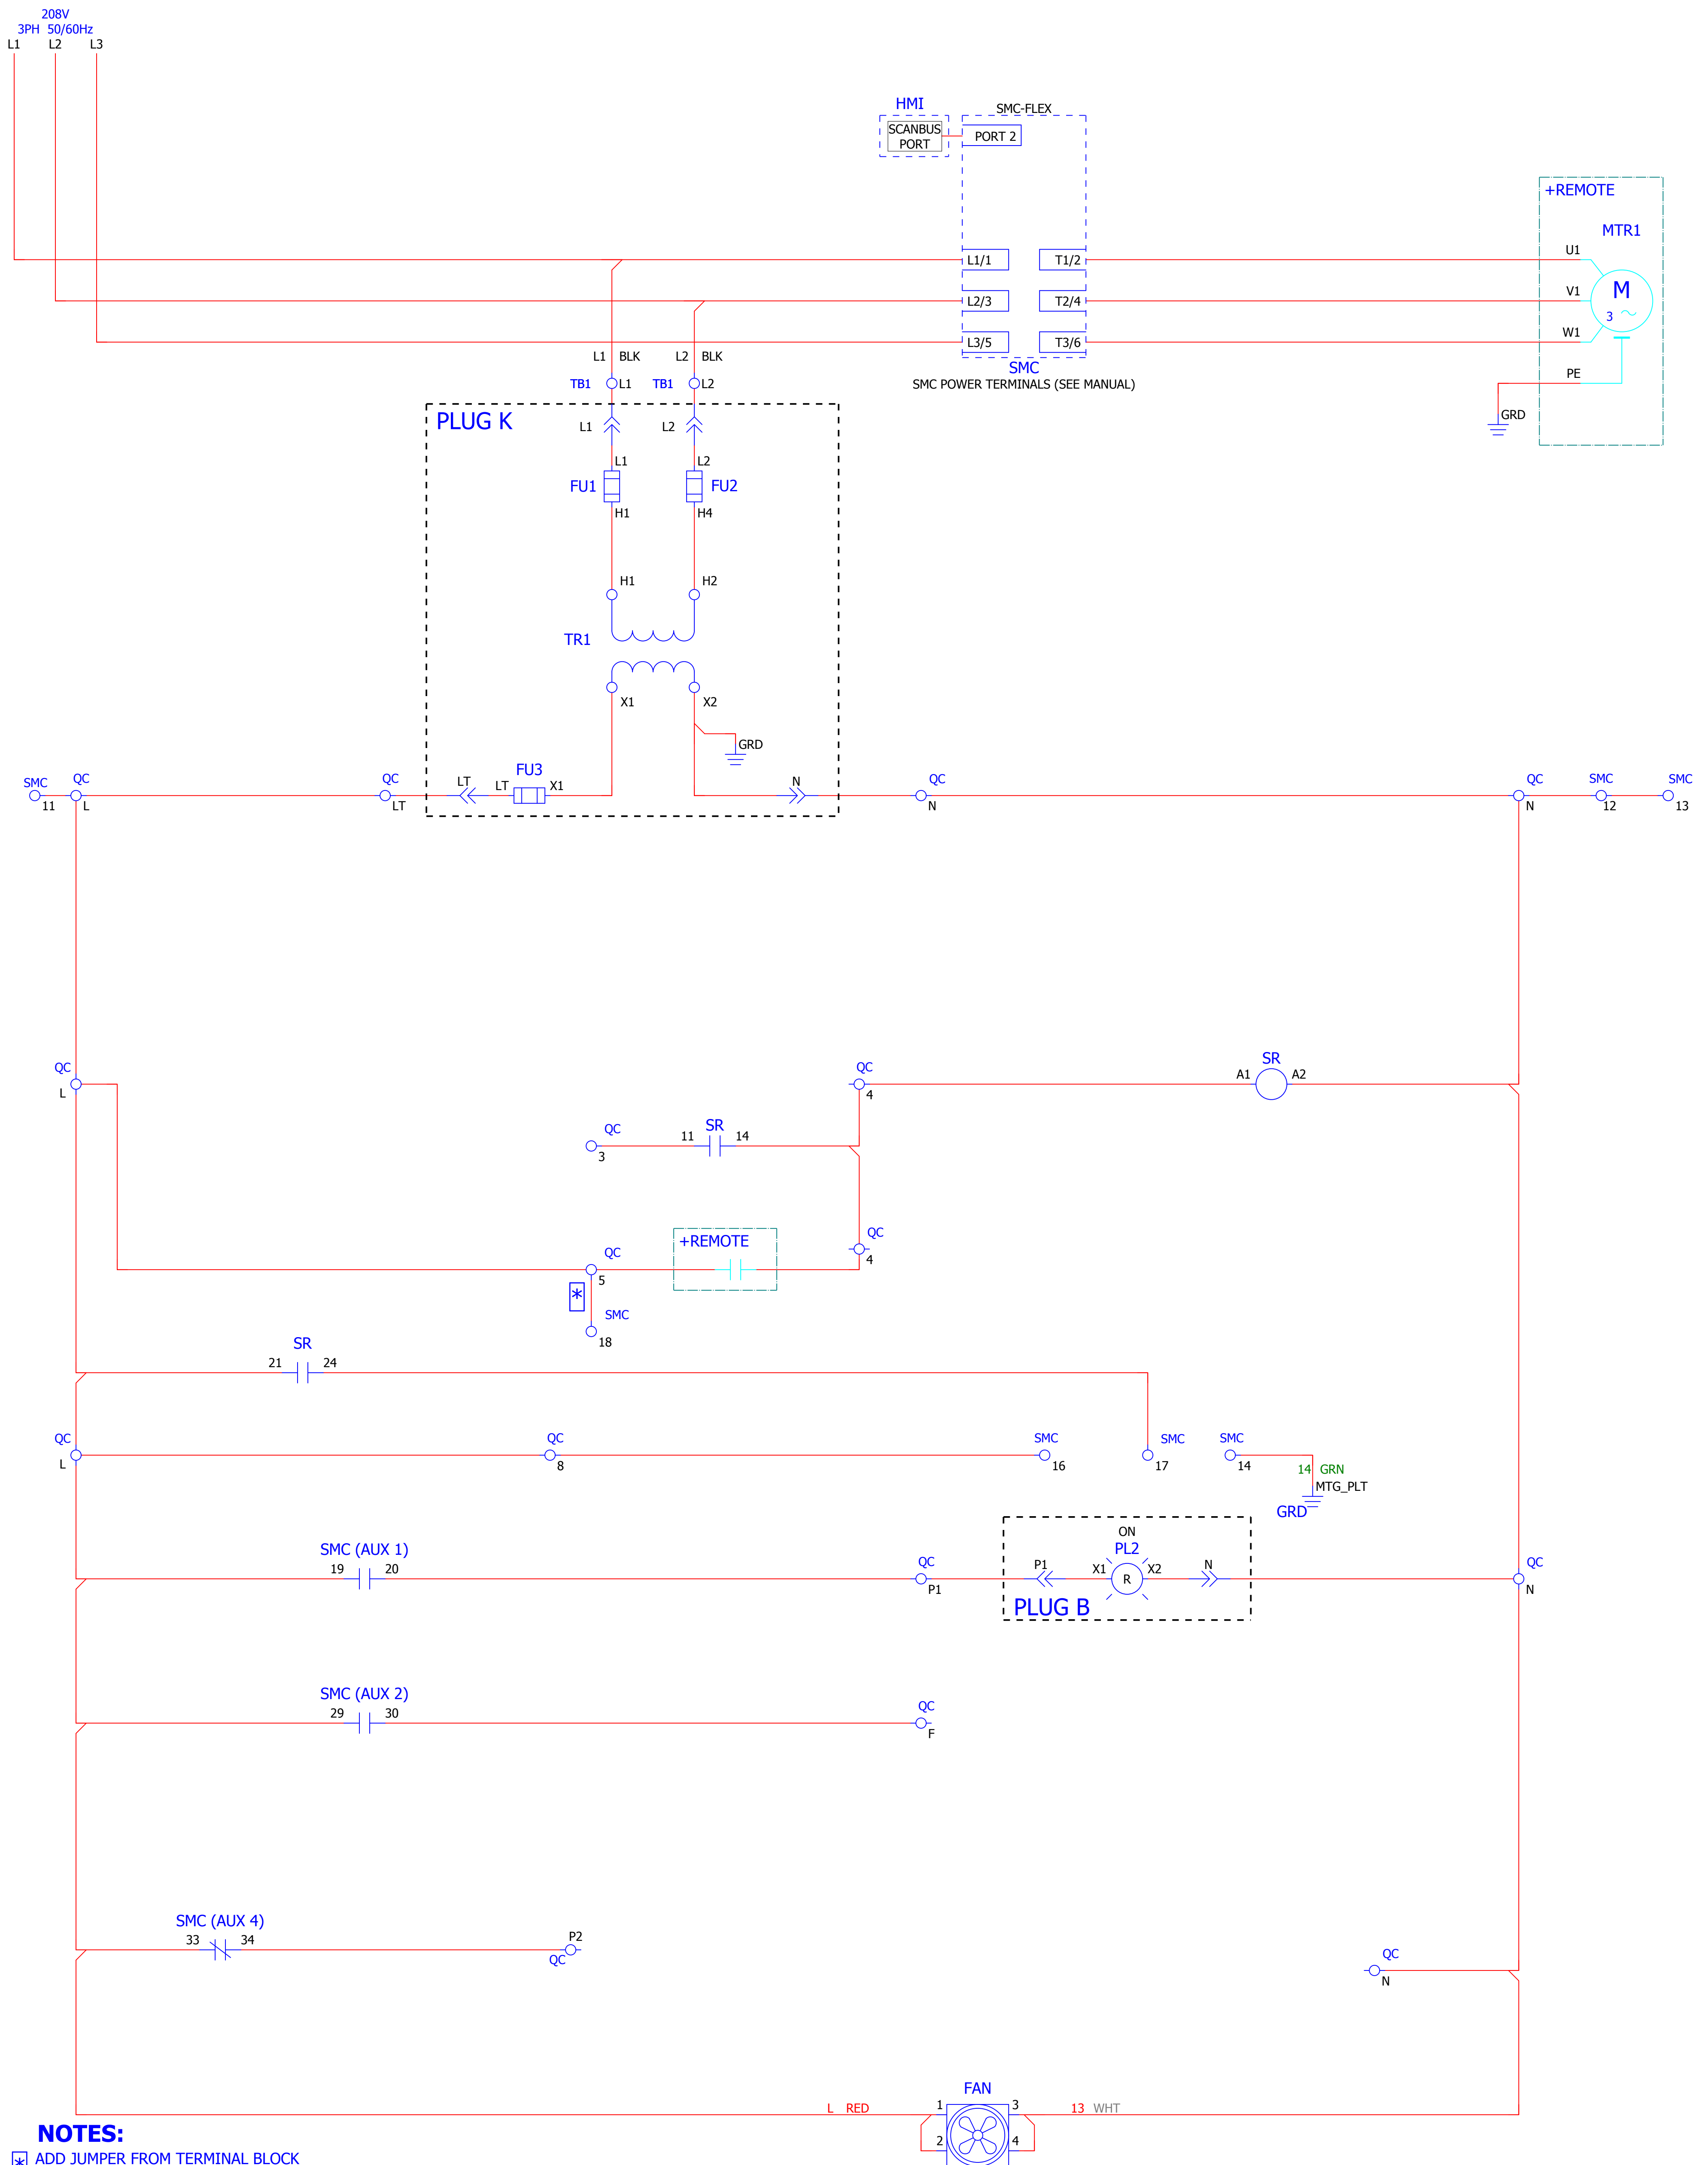 208V
3PH 50/60Hz
L1 L2 L3
HMI
SCANBUS
PORT
SMC-FLEX
PORT 2
+REMOTE
MTR1
L1/1 T1/2 U1
L2/3 T2/4 V1
M
3
L3/5 T3/6 W1
SMC
SMC POWER TERMINALS (SEE MANUAL)
PE
GRD
L1 BLK L2 BLK
TB1 L1 TB1 L2
PLUG K
L1 L2
L1 L2
FU1 FU2
H1 H4
H1 H2
TR1
X1 X2
GRD
SMC QC QC LT LT FU3 X1 N QC QC SMC SMC
11 L LT N N 12 13
QC QC SR
L 4 A1 A2
QC SR
3 11 14
QC +REMOTE QC
5 4
*
SMC
18
SR
21 24
QC QC SMC SMC SMC
L 8 16 17 14
14 GRN
MTG_PLT
GRD
SMC (AUX 1)
19 20
QC
P1
ON
PL2
P1 X1 R X2 N
PLUG B
QC
N
SMC (AUX 2)
29 30
QC
F
SMC (AUX 4)
33 34
P2
QC
QC
N
FAN
L RED 1 3 13 WHT
2 4
NOTES:
* ADD JUMPER FROM TERMINAL BLOCK